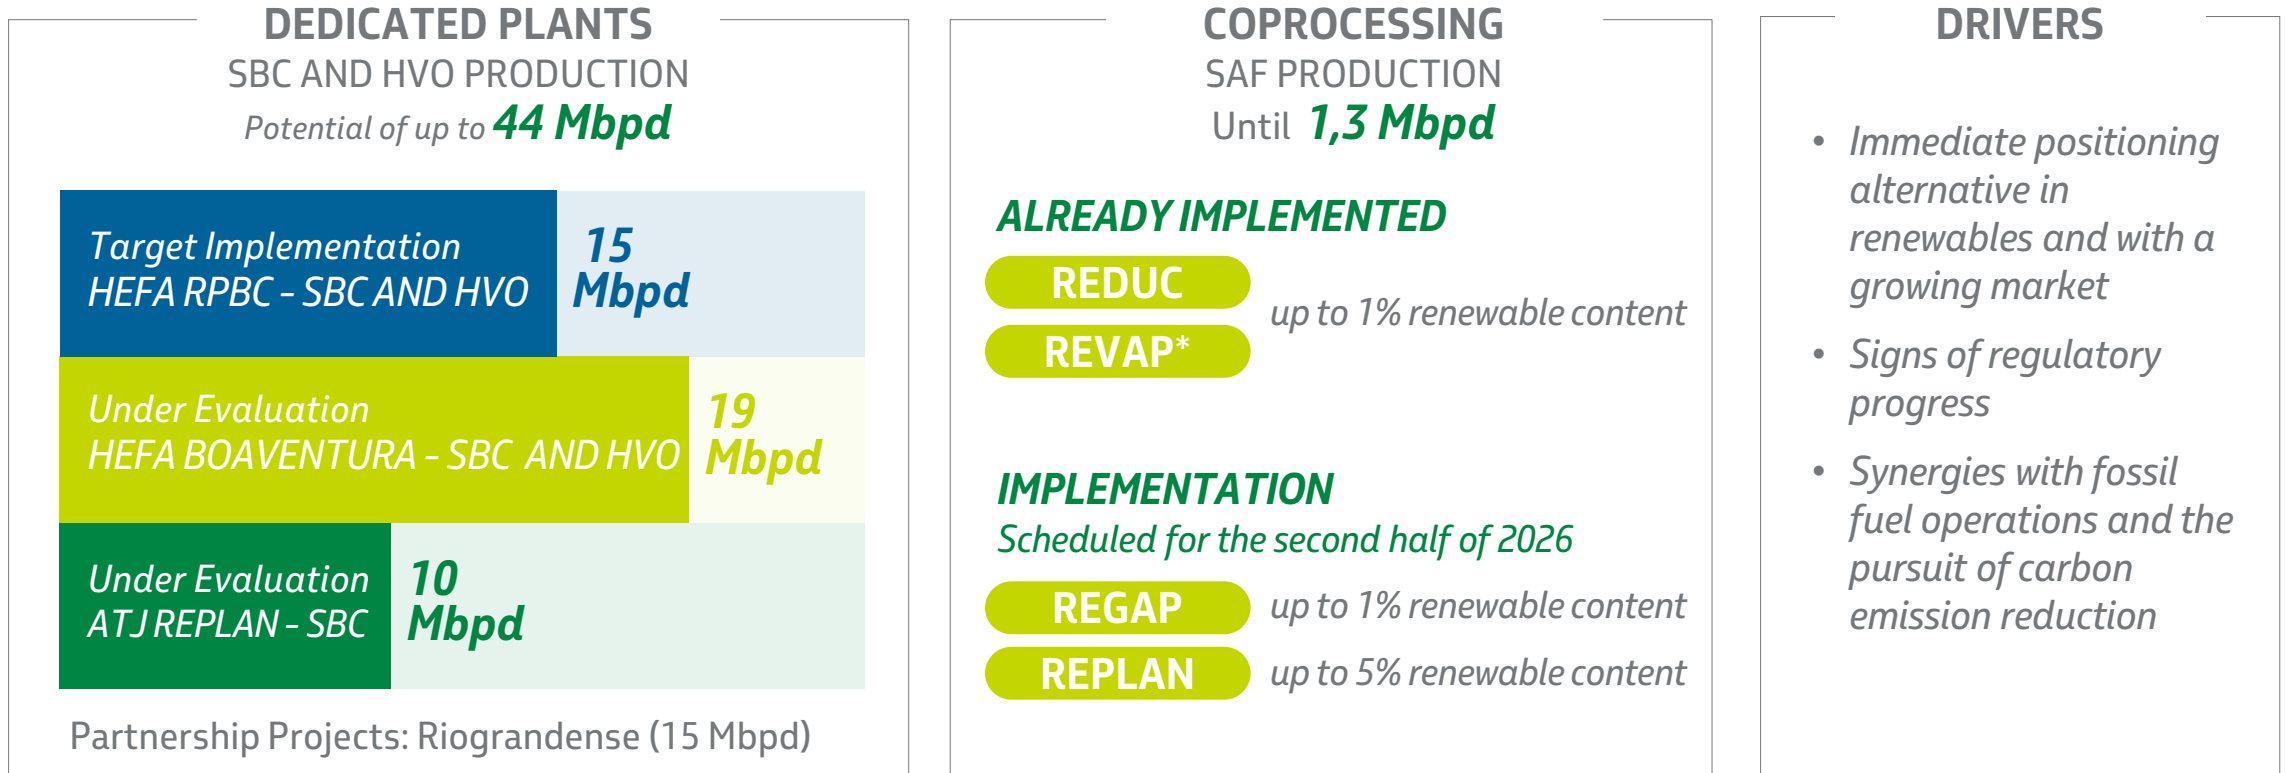 DEDICATED PLANTS
SBC AND HVO PRODUCTION
Potential of up to 44 Mbpd
Target Implementation
HEFA RPBC - SBC AND HVO
15
Mbpd
Under Evaluation
HEFA BOAVENTURA - SBC AND HVO
19
Mbpd
Under Evaluation
ATJ REPLAN - SBC
10
Mbpd
Partnership Projects: Riograndense (15 Mbpd)
COPROCESSING
SAF PRODUCTION
Until 1,3 Mbpd
ALREADY IMPLEMENTED
REDUC
REVAP*
up to 1% renewable content
IMPLEMENTATION
Scheduled for the second half of 2026
REGAP up to 1% renewable content
REPLAN up to 5% renewable content
DRIVERS
• Immediate positioning
alternative in
renewables and with a
growing market
• Signs of regulatory
progress
• Synergies with fossil
fuel operations and the
pursuit of carbon
emission reduction